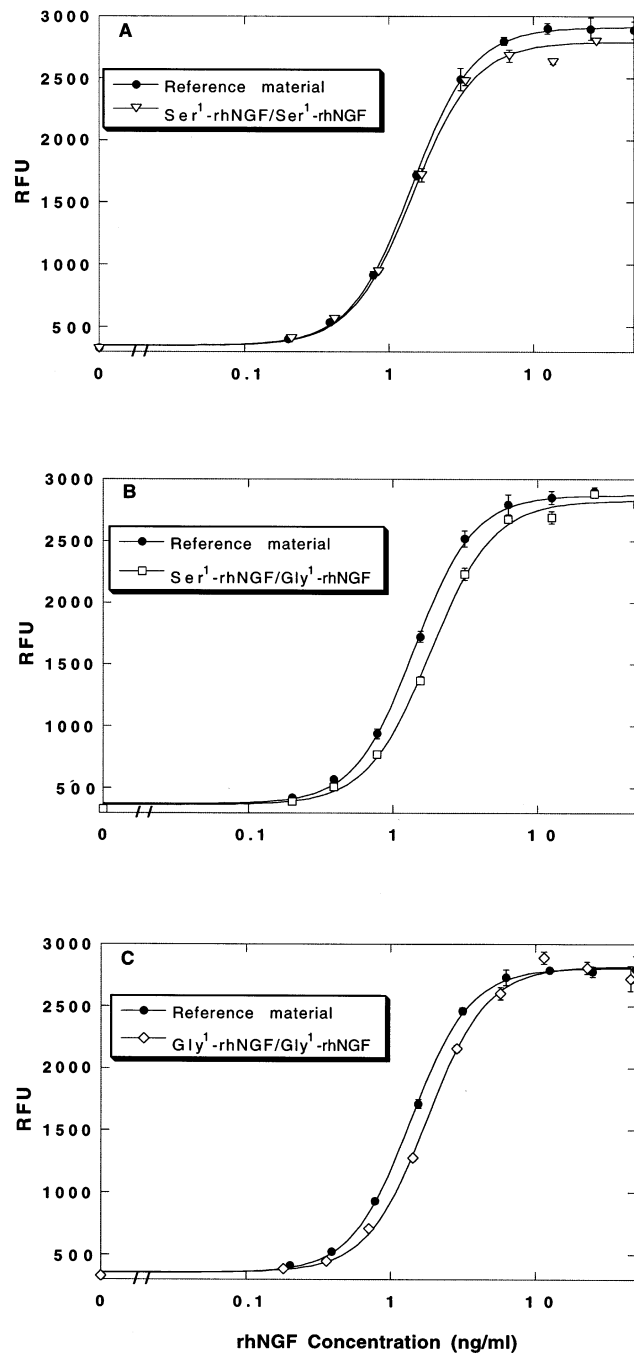 A
3000
2500
2000
1500
1000
500
RFU
Reference material
Ser¹-rhNGF/Ser¹-rhNGF
0 0.1 1 10
B
3000
2500
2000
1500
1000
500
RFU
Reference material
Ser¹-rhNGF/Gly¹-rhNGF
0 0.1 1 10
C
3000
2500
2000
1500
1000
500
RFU
Reference material
Gly¹-rhNGF/Gly¹-rhNGF
0 0.1 1 10
rhNGF Concentration (ng/ml)